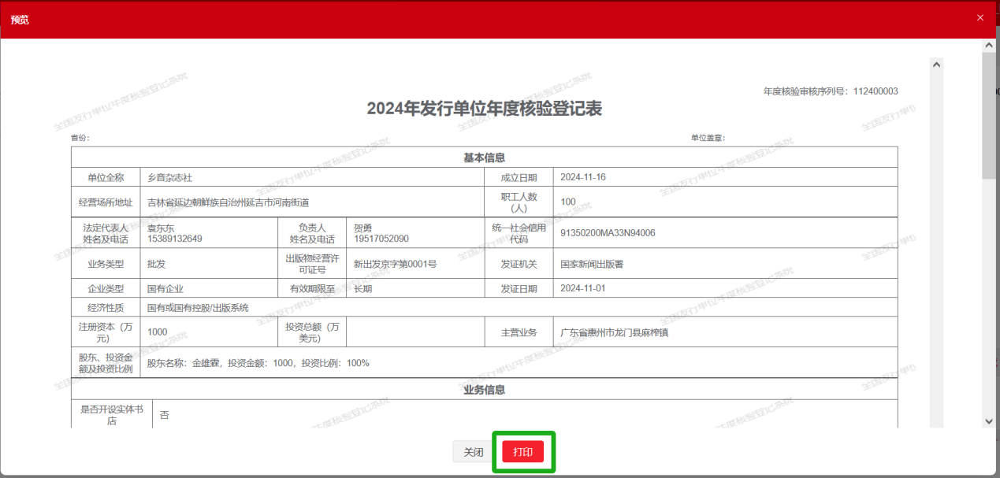 预览
年度核验审核序列号：112400003
2024年发行单位年度核验登记表
省份：
单位盖章：
基本信息
单位全称 乡音杂志社 成立日期 2024-11-16
经营场所地址 吉林省延边朝鲜族自治州延吉市河南街道 职工人数（人） 100
法定代表人姓名及电话 袁东东 15389132649 负责人姓名及电话 贺勇 19517052090 统一社会信用代码 91350200MA33N94006
业务类型 批发 出版物经营许可证号 新出发京字第0001号 发证机关 国家新闻出版署
企业类型 国有企业 有效期限至 长期 发证日期 2024-11-01
经济性质 国有或国有控股/出版系统
注册资本（万元） 1000 投资总额（万美元） 主营业务 广东省惠州市龙门县麻榨镇
股东、投资金额及投资比例 股东名称：金雄霖，投资金额：1000，投资比例：100%
业务信息
是否开设实体书店 否
关闭 打印
全国发行单位年度核验登记系统